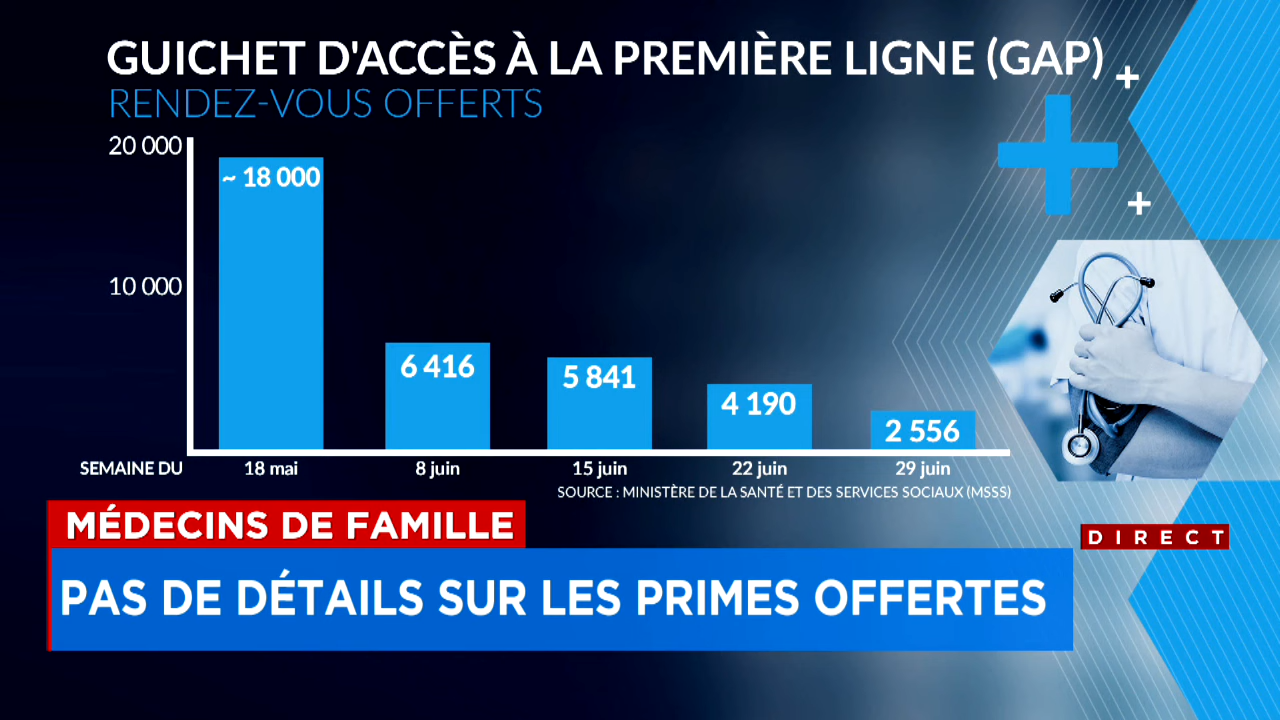 GUICHET D'ACCÈS À LA PREMIÈRE LIGNE (GAP)
RENDEZ-VOUS OFFERTS
20 000
~ 18 000
10 000
6 416
5 841
4 190
2 556
SEMAINE DU 18 mai 8 juin 15 juin 22 juin 29 juin
SOURCE : MINISTÈRE DE LA SANTÉ ET DES SERVICES SOCIAUX (MSSS)
MÉDECINS DE FAMILLE
DIRECT
PAS DE DÉTAILS SUR LES PRIMES OFFERTES